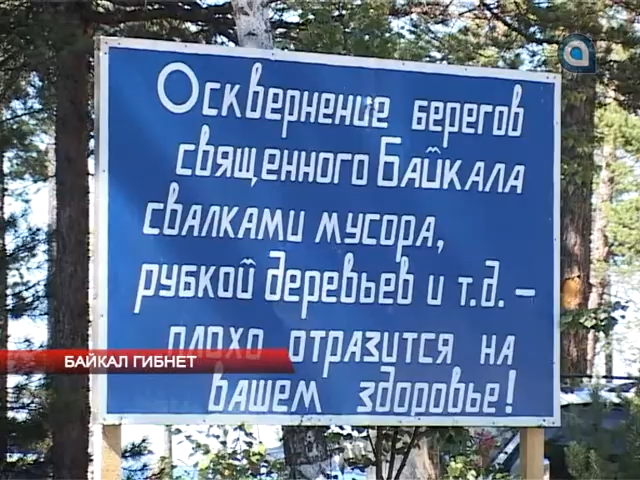 Осквернение берегов
священного Байкала
свалками мусора,
рубкой деревьев и т.д. –
плохо отразится на
БАЙКАЛ ГИБНЕТ
вашем здоровье!